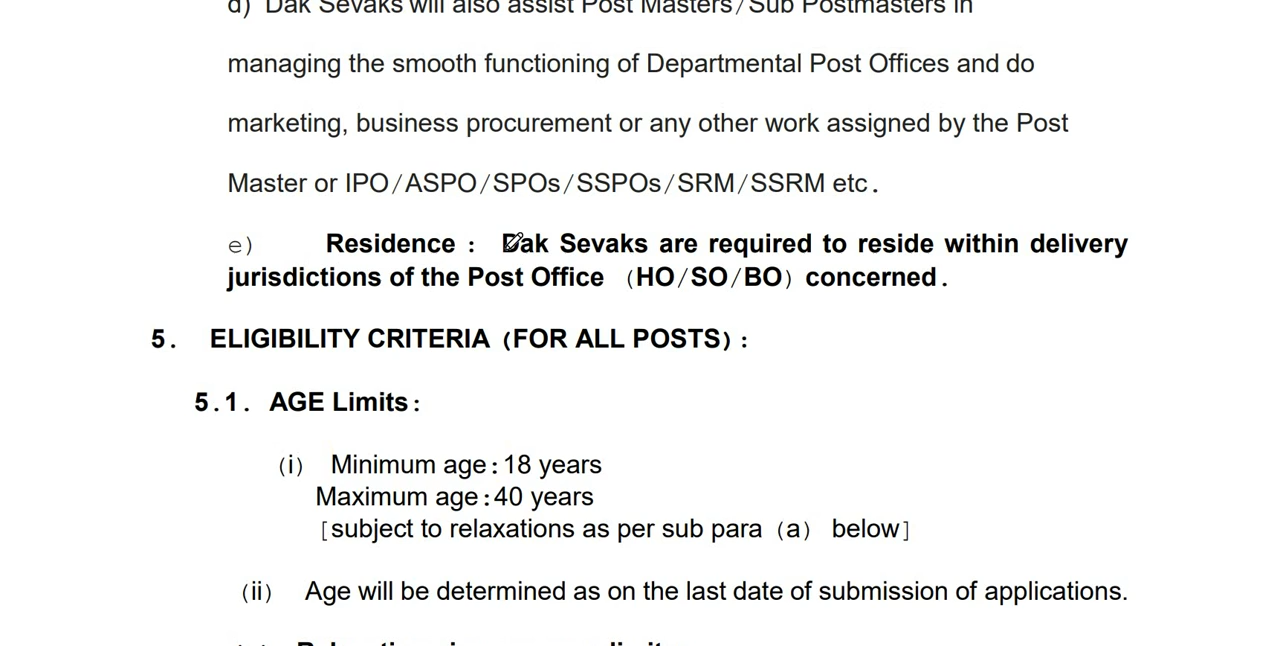 d) Dak Sevaks will also assist Post Masters/Sub Postmasters in
managing the smooth functioning of Departmental Post Offices and do
marketing, business procurement or any other work assigned by the Post
Master or IPO/ASPO/SPOs/SSPOs/SRM/SSRM etc.
e) Residence : Dak Sevaks are required to reside within delivery
jurisdictions of the Post Office (HO/SO/BO) concerned.
5. ELIGIBILITY CRITERIA (FOR ALL POSTS):
5.1. AGE Limits:
(i) Minimum age:18 years
Maximum age:40 years
[subject to relaxations as per sub para (a) below]
(ii) Age will be determined as on the last date of submission of applications.